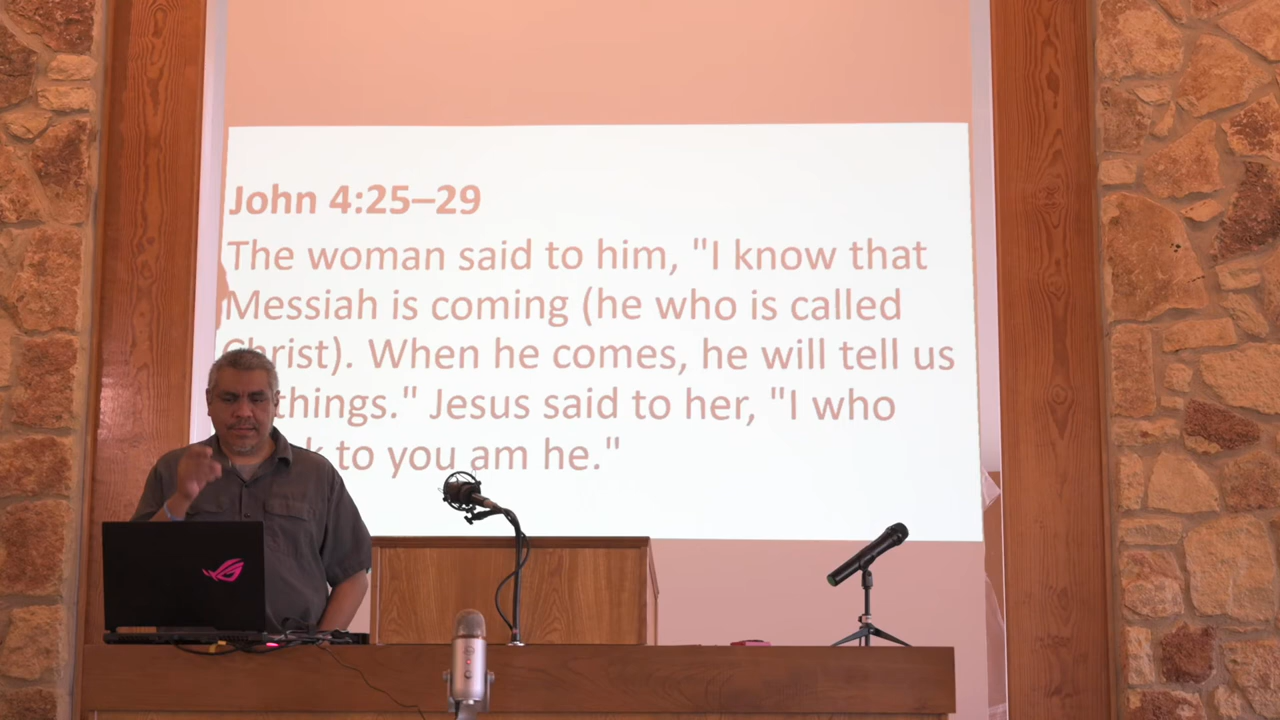 John 4:25–29
The woman said to him, "I know that
Messiah is coming (he who is called
Christ). When he comes, he will tell us
things." Jesus said to her, "I who
to you am he."